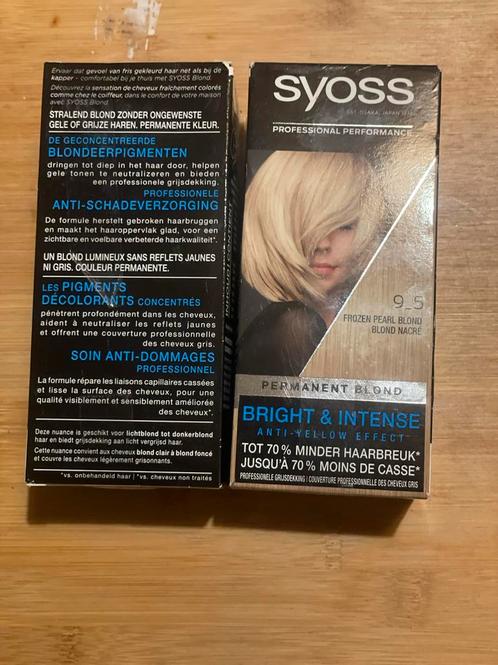 Ervaar dat gevoel van fris gekleurd haar net als bij de
kapper - comfortabel bij je thuis met SYOSS Blond.
Découvrez la sensation de cheveux fraîchement colorés
comme chez le coiffeur, dans le confort de votre maison
avec SYOSS Blond.
STRALEND BLOND ZONDER ONGEWENSTE
GELE OF GRIJZE HAREN. PERMANENTE KLEUR.
DE GECONCENTREERDE
BLONDEERPIGMENTEN
dringen tot diep in het haar door, helpen
gele tonen te neutralizeren en bieden
een professionele grijsdekking.
PROFESSIONELE
ANTI-SCHADEVERZORGING
De formule herstelt gebroken haarbruggen
en maakt het haaroppervlak glad, voor een
zichtbare en voelbare verbeterde haarkwaliteit*.
UN BLOND LUMINEUX SANS REFLETS JAUNES
NI GRIS. COULEUR PERMANENTE.
LES PIGMENTS
DÉCOLORANTS CONCENTRÉS
pénètrent profondément dans les cheveux,
aident à neutraliser les reflets jaunes
et offrent une couverture professionnelle
des cheveux gris.
SOIN ANTI-DOMMAGES
PROFESSIONNEL
La formule répare les liaisons capillaires cassées
et lisse la surface des cheveux, pour une
qualité visiblement et sensiblement améliorée
des cheveux*.
Deze nuance is geschikt voor lichtblond tot donkerblond
haar en biedt grijsdekking aan licht vergrijsd haar.
Cette nuance convient aux cheveux blond clair à blond foncé
et couvre les cheveux légèrement grisonnants.
*vs. onbehandeld haar / *vs. cheveux non traités
syoss
EST. OSAKA, JAPAN
PROFESSIONAL PERFORMANCE
9_5
FROZEN PEARL BLOND
BLOND NACRÉ
PERMANENT BLOND
BRIGHT & INTENSE
ANTI-YELLOW EFFECT
TOT 70% MINDER HAARBREUK*
JUSQU'À 70% MOINS DE CASSE*
PROFESSIONELE GRIJSDEKKING | COUVERTURE PROFESSIONNELLE DES CHEVEUX GRIS